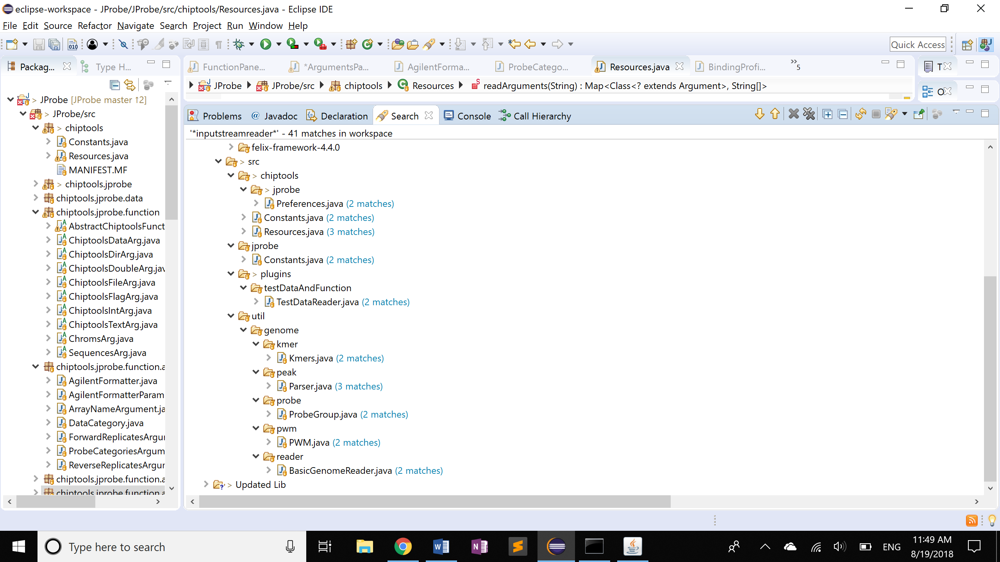 eclipse-workspace - JProbe/JProbe/src/chiptools/Resources.java - Eclipse IDE
File Edit Source Refactor Navigate Search Project Run Window Help
010
Quick Access
Packag...
Type H...
FunctionPane...
*ArgumentsPa...
AgilentForma...
ProbeCatego...
Resources.java
BindingProfi...
»5
T
JProbe
JProbe/src
chiptools
Resources
readArguments(String) : Map<Class<? extends Argument>, String[]>
O
> JProbe [JProbe master ↑2]
> JProbe/src
> chiptools
Constants.java
Resources.java
MANIFEST.MF
> chiptools.jprobe
chiptools.jprobe.data
chiptools.jprobe.function
AbstractChiptoolsFunct
ChiptoolsDataArg.java
ChiptoolsDirArg.java
ChiptoolsDoubleArg.jav
ChiptoolsFileArg.java
ChiptoolsFlagArg.java
ChiptoolsIntArg.java
ChiptoolsTextArg.java
ChromsArg.java
SequencesArg.java
chiptools.jprobe.function.a
AgilentFormatter.java
AgilentFormatterParam
ArrayNameArgument.ja
DataCategory.java
ForwardReplicatesArgu
ProbeCategoriesArgum
ReverseReplicatesArgur
chiptools.jprobe.function.a
chiptools.jprobe.function.a
Problems
@ Javadoc
Declaration
Search
Console
Call Hierarchy
'*inputstreamreader*' - 41 matches in workspace
felix-framework-4.4.0
> src
> chiptools
> jprobe
Preferences.java (2 matches)
Constants.java (2 matches)
Resources.java (3 matches)
jprobe
Constants.java (2 matches)
> plugins
testDataAndFunction
TestDataReader.java (2 matches)
util
genome
kmer
Kmers.java (2 matches)
peak
Parser.java (3 matches)
probe
ProbeGroup.java (2 matches)
pwm
PWM.java (2 matches)
reader
BasicGenomeReader.java (2 matches)
> Updated Lib
Type here to search
ENG
11:49 AM
8/19/2018